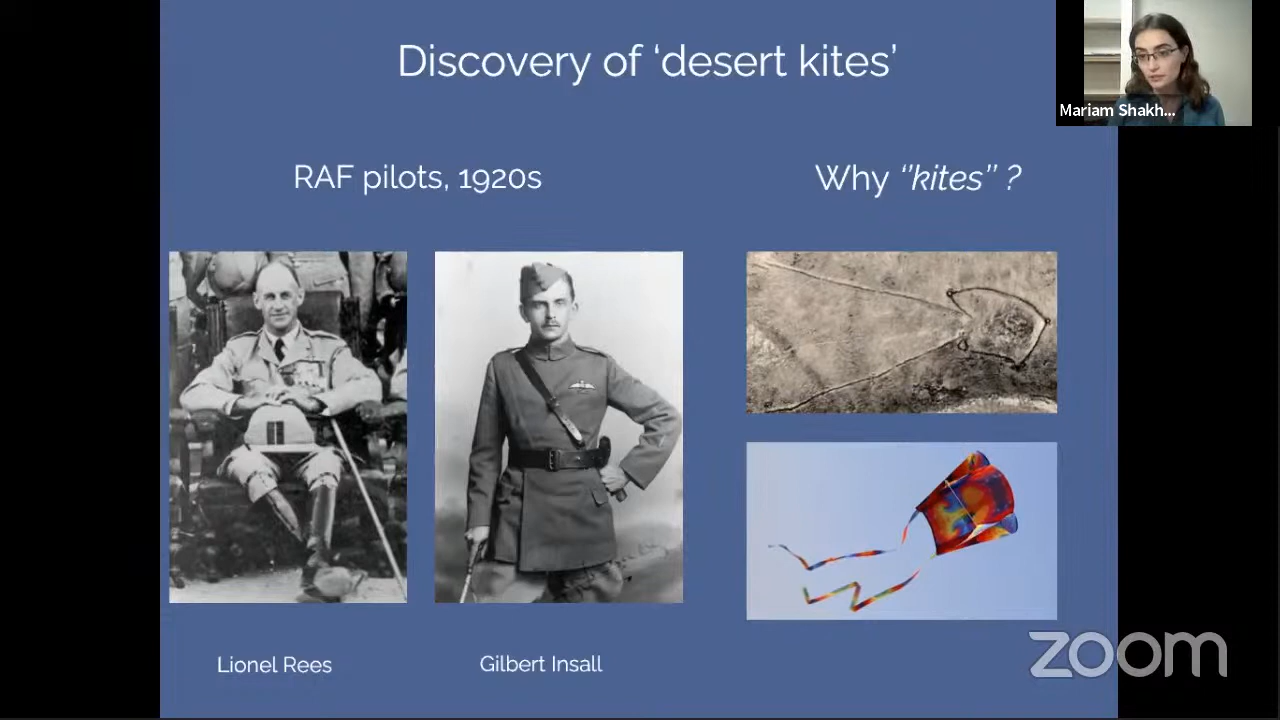 Discovery of ‘desert kites’
Mariam Shakh...
RAF pilots, 1920s
Why “kites” ?
Lionel Rees
Gilbert Insall
zoom